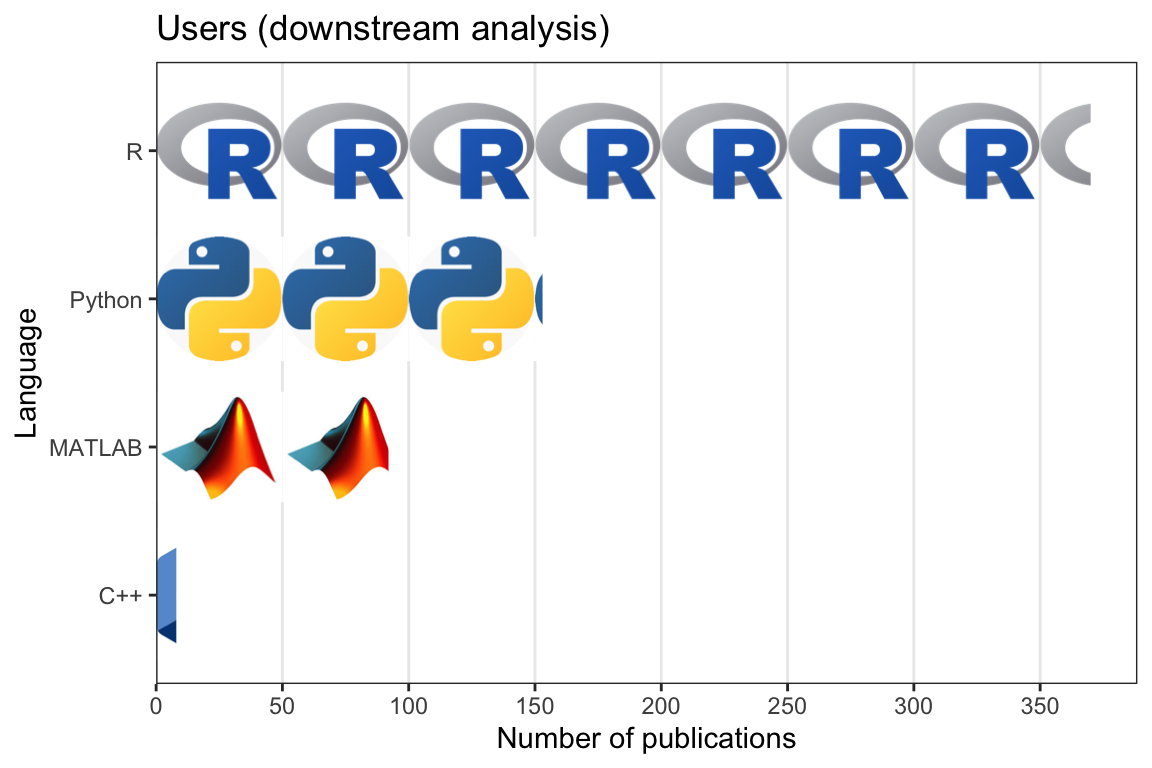 Users (downstream analysis)
R R R R R R R
R
Python
MATLAB
C++
Language
0 50 100 150 200 250 300 350
Number of publications